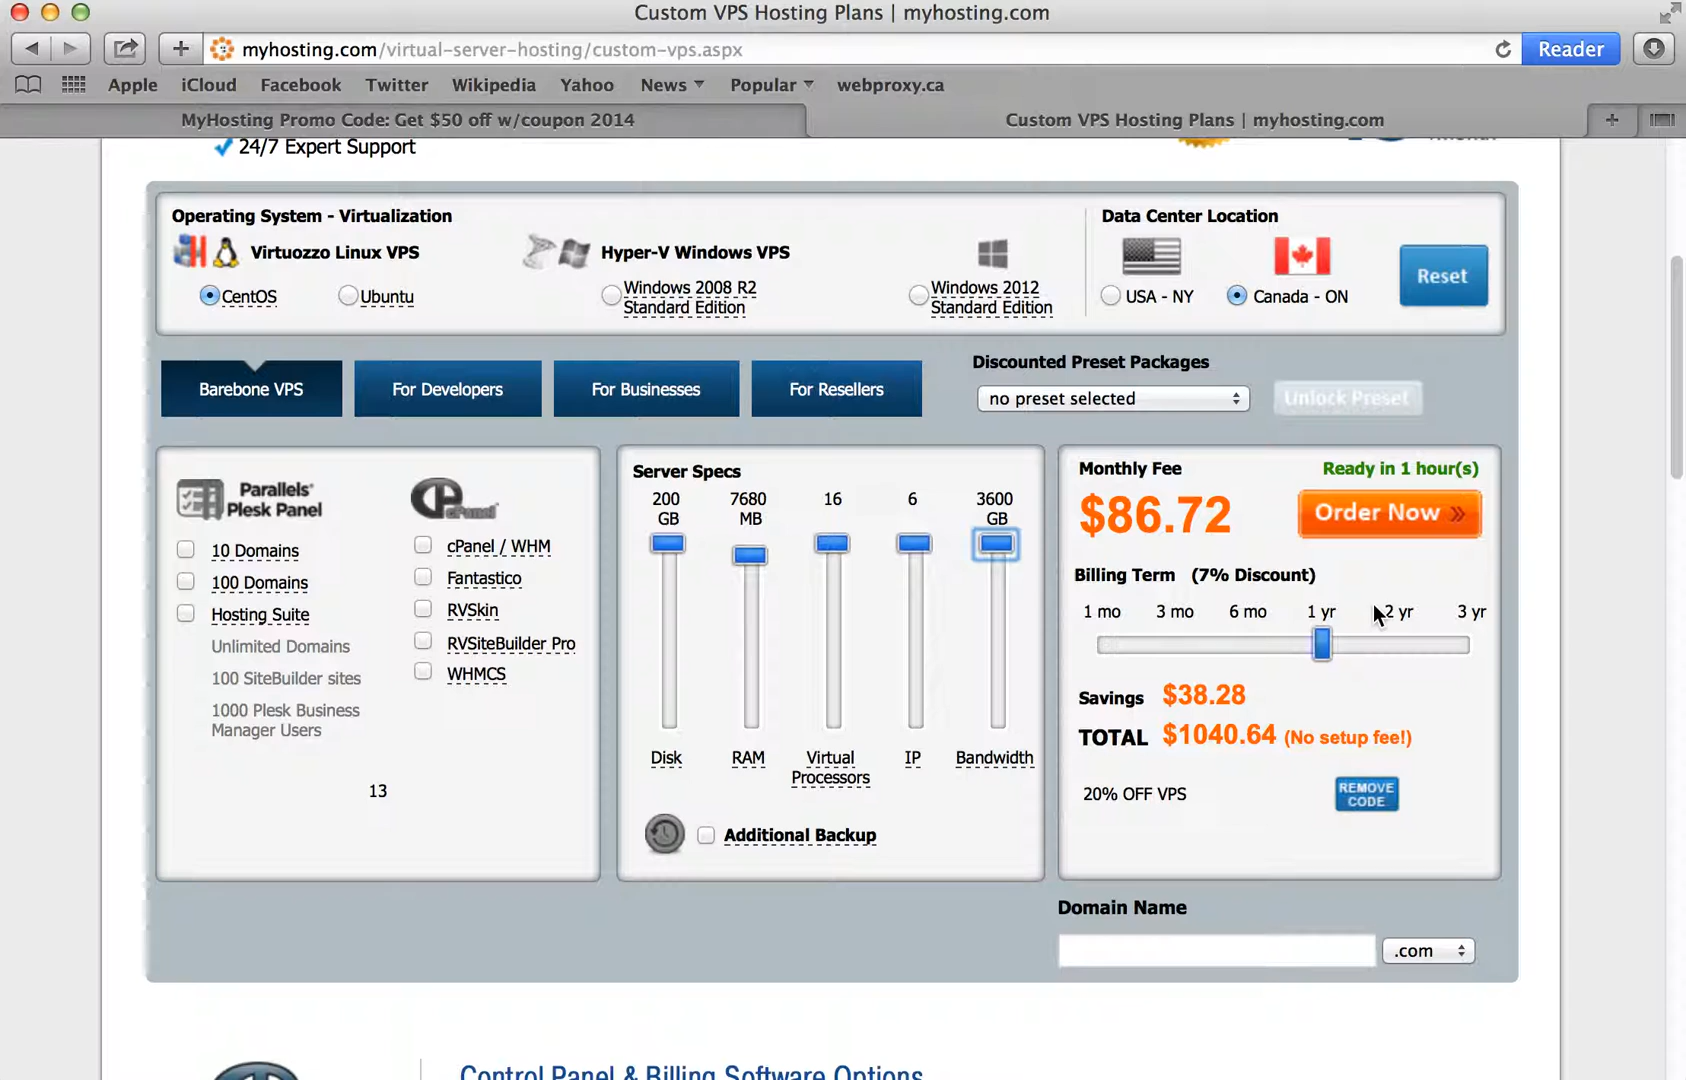 Custom VPS Hosting Plans | myhosting.com
myhosting.com/virtual-server-hosting/custom-vps.aspx
Reader
Apple iCloud Facebook Twitter Wikipedia Yahoo News Popular webproxy.ca
MyHosting Promo Code: Get $50 off w/coupon 2014
Custom VPS Hosting Plans | myhosting.com
24/7 Expert Support
Operating System - Virtualization
Virtuozzo Linux VPS
Hyper-V Windows VPS
CentOS
Ubuntu
Windows 2008 R2
Standard Edition
Windows 2012
Standard Edition
Data Center Location
USA - NY
Canada - ON
Reset
Barebone VPS
For Developers
For Businesses
For Resellers
Discounted Preset Packages
no preset selected
Unlock Preset
Parallels
Plesk Panel
10 Domains
100 Domains
Hosting Suite
Unlimited Domains
100 SiteBuilder sites
1000 Plesk Business
Manager Users
cPanel
cPanel / WHM
Fantastico
RVSkin
RVSiteBuilder Pro
WHMCS
13
Server Specs
200 7680 16 6 3600
GB MB GB
Disk RAM Virtual IP Bandwidth
Processors
Additional Backup
Monthly Fee
Ready in 1 hour(s)
$86.72
Order Now »
Billing Term (7% Discount)
1 mo 3 mo 6 mo 1 yr 2 yr 3 yr
Savings $38.28
TOTAL $1040.64 (No setup fee!)
20% OFF VPS
REMOVE
CODE
Domain Name
.com
Control Panel & Billing Software Options